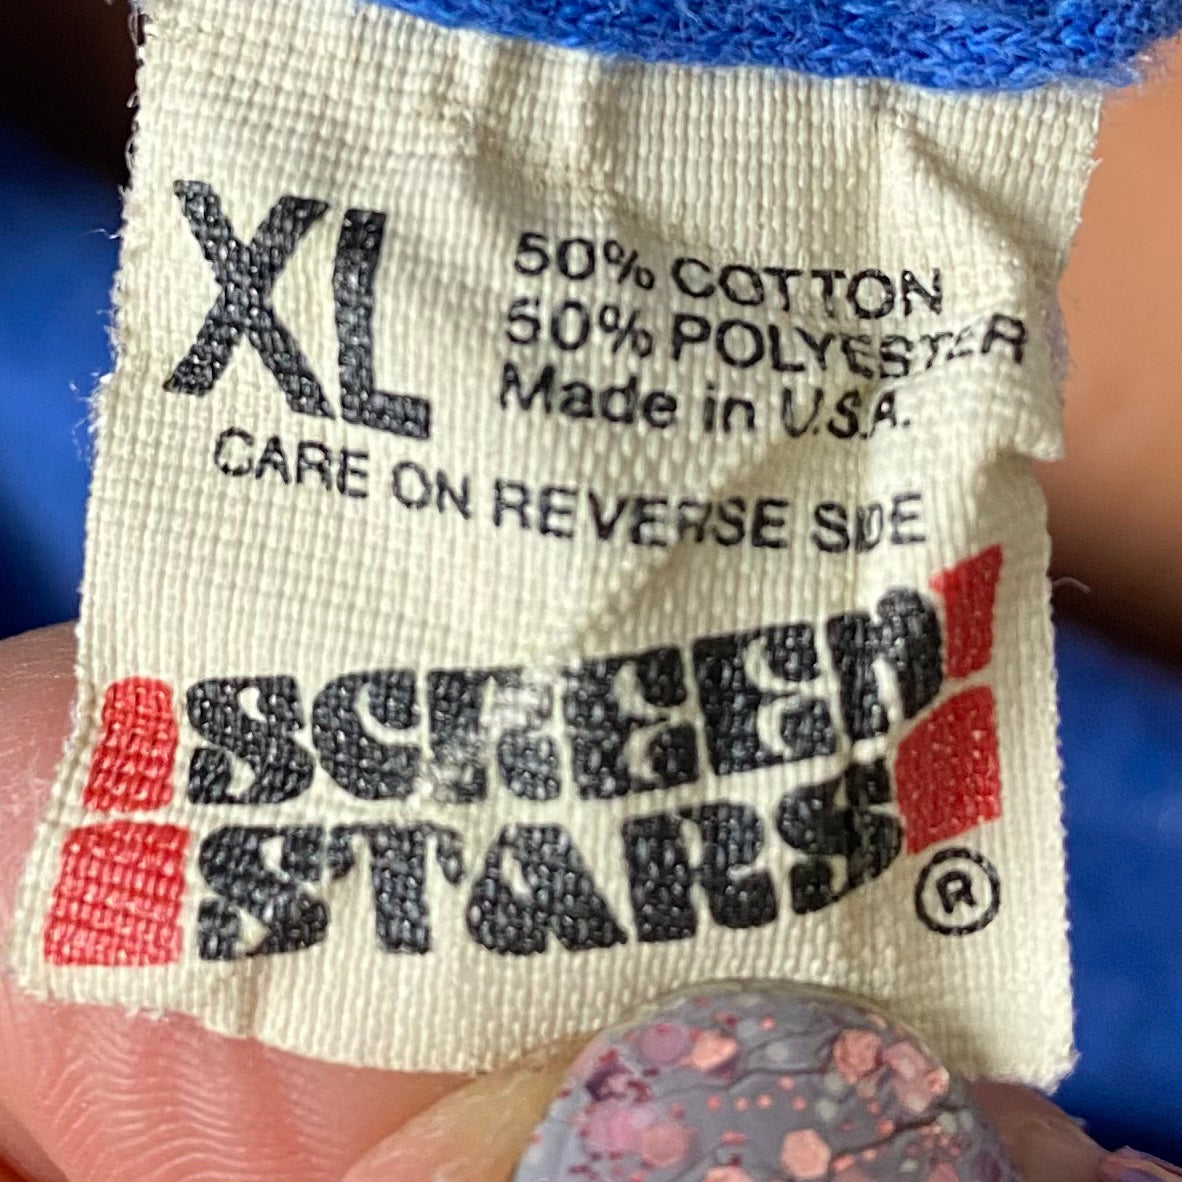 XL
50% COTTON
50% POLYESTER
Made in U.S.A.
CARE ON REVERSE SIDE
SCREEN
STARS ®